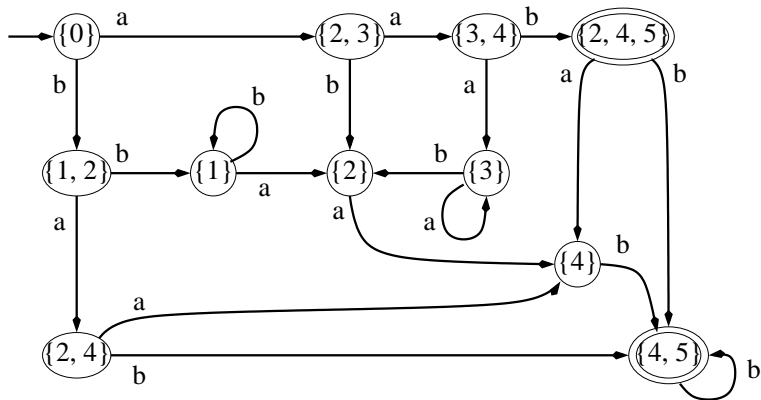 a a b
{0} {2, 3} {3, 4} {2, 4, 5}
b b a a b
b
{1, 2} b {1} a {2} b {3}
a a a
b
{4}
a
{2, 4} b {4, 5} b